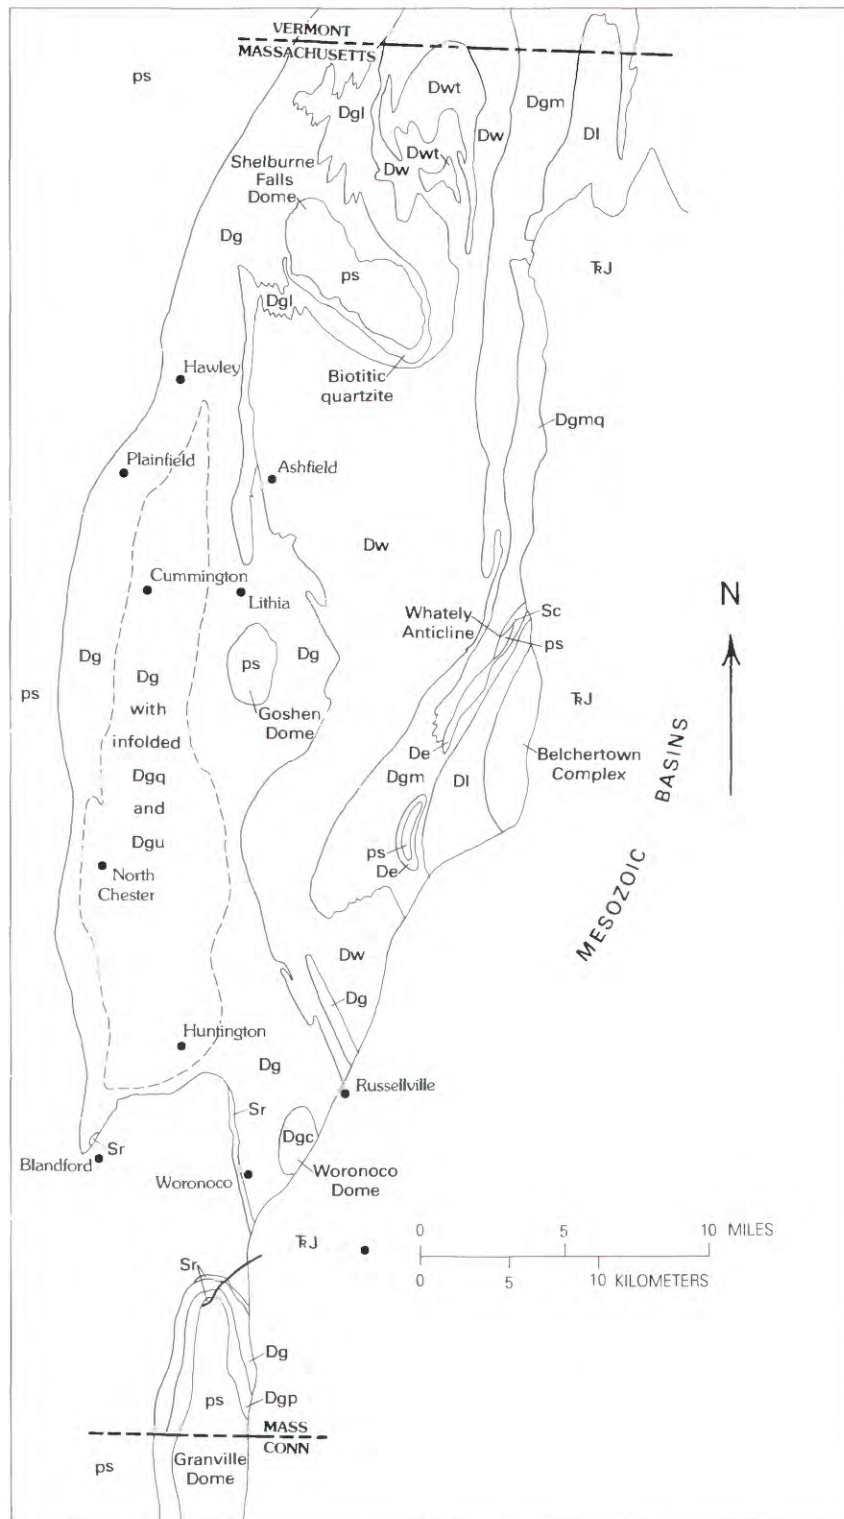 VERMONT
MASSACHUSETTS
ps
Dgl
Dwt
Dgm
Dl
Dw
Dwt
Dw
Shelburne
Falls
Dome
Dg
ps
TRJ
Dgl
Biotitic
quartzite
Hawley
Dgmq
Plainfield
Ashfield
Dw
Cummington
Lithia
Whately
Anticline
Sc
ps
N
Dg
ps
Dg
ps
Dg
with
infolded
Dgq
and
Dgu
Goshen
Dome
TRJ
De
Dgm
Dl
Belchertown
Complex
MESOZOIC BASINS
ps
De
North
Chester
Dw
Dg
Huntington
Dg
Russellville
Sr
Dgc
Sr
Blandford
Woronoco
Woronoco
Dome
TRJ
0 5 10 MILES
0 5 10 KILOMETERS
Sr
Dg
ps
Dgp
MASS
CONN
ps
Granville
Dome